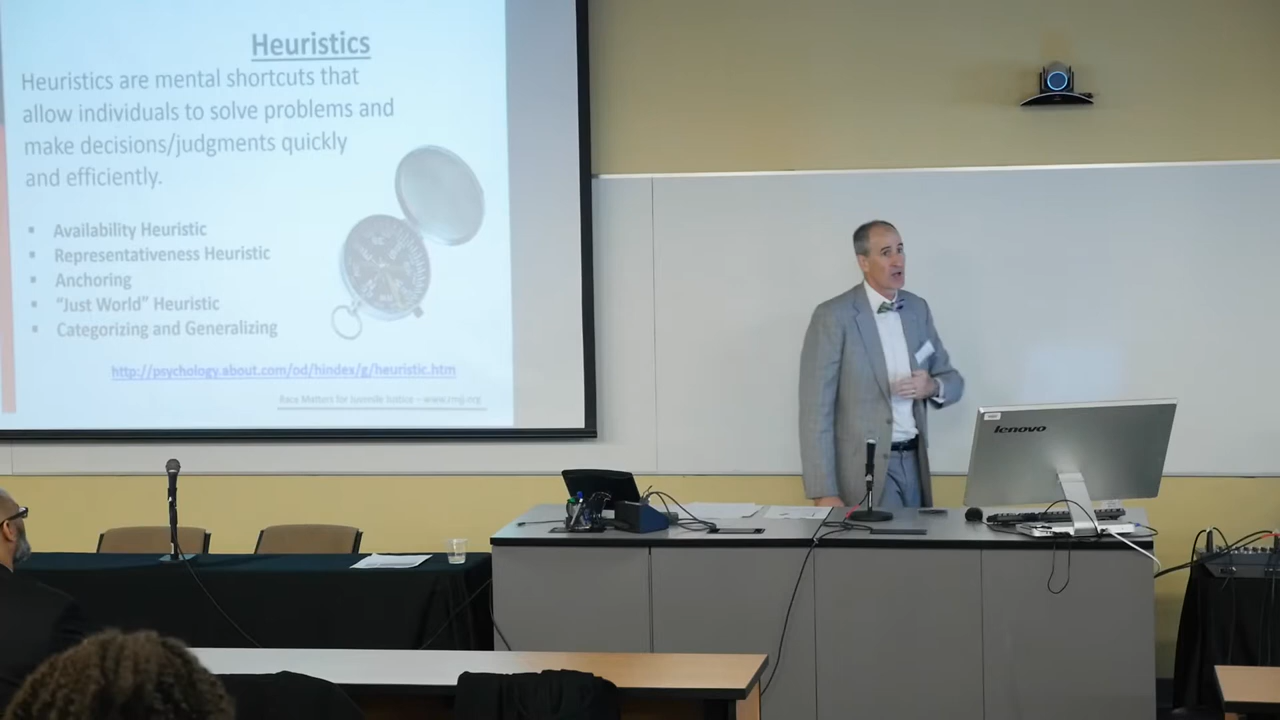 Heuristics
Heuristics are mental shortcuts that
allow individuals to solve problems and
make decisions/judgments quickly
and efficiently.
▪ Availability Heuristic
▪ Representativeness Heuristic
▪ Anchoring
▪ “Just World” Heuristic
▪ Categorizing and Generalizing
http://psychology.about.com/od/hindex/g/heuristic.htm
Race Matters for Juvenile Justice – www.rmjj.org
lenovo